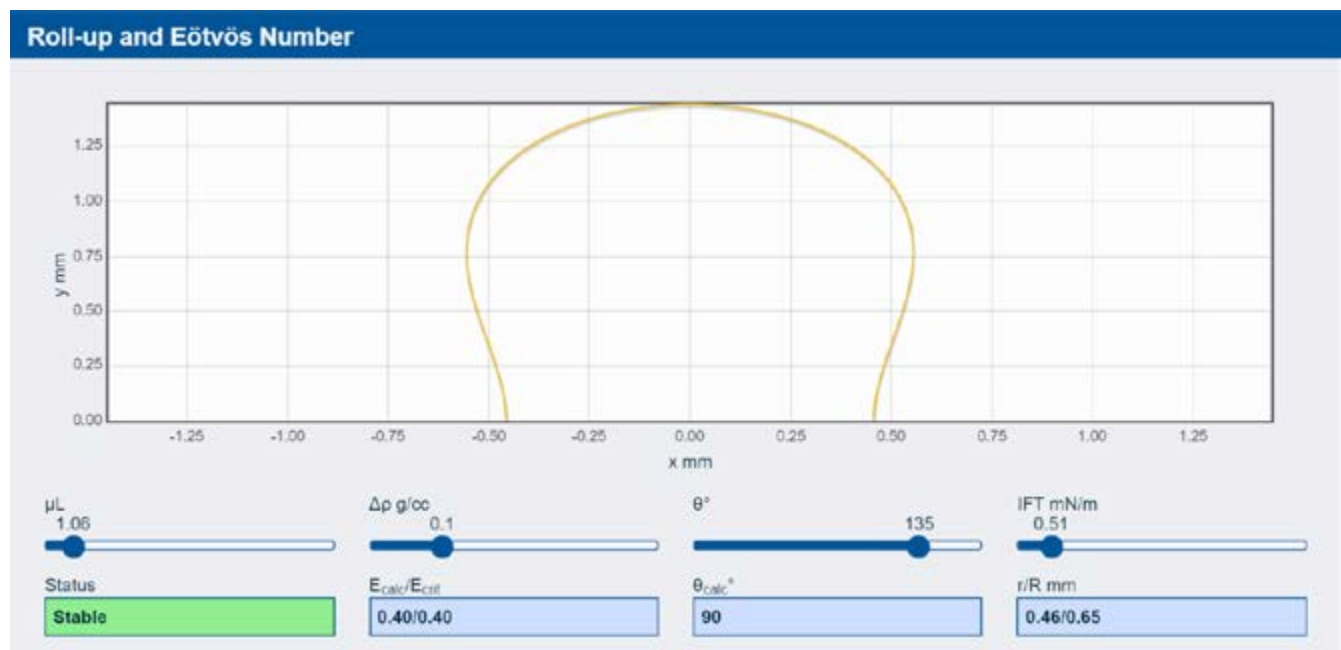 Roll-up and Eötvös Number
1.25
1.00
0.75
0.50
0.25
0.00
y mm
-1.25 -1.00 -0.75 -0.50 -0.25 0.00 0.25 0.50 0.75 1.00 1.25
x mm
µL Δρ g/cc θ° IFT mN/m
1.06 0.1 135 0.51
Status Ecalc/Ecrit θcalc° r/R mm
Stable 0.40/0.40 90 0.46/0.65